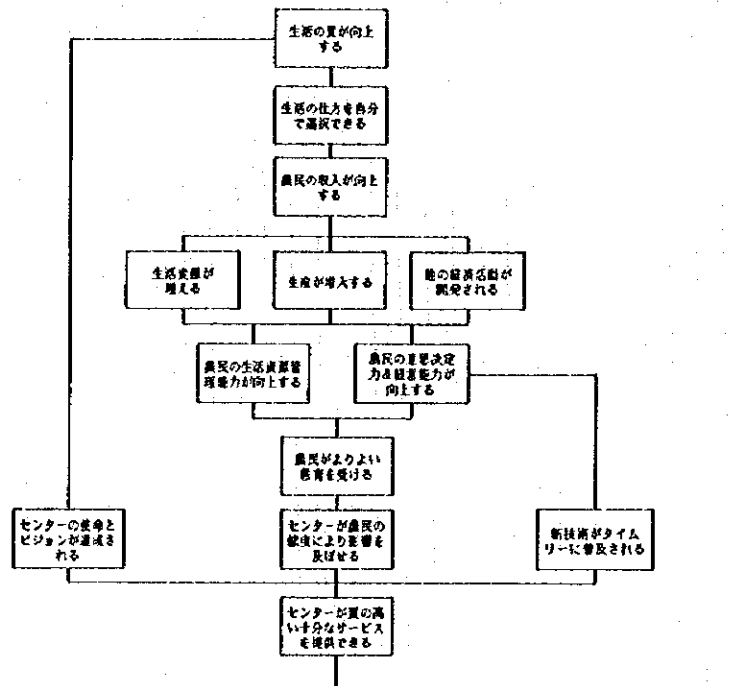 生活の質が向上
する
生活の仕方を自分
で選択できる
農民の収入が向上
する
生活資源が
増える
生産が増大する
他の経済活動が
開発される
農民の生活資源管
理能力が向上する
農民の意思決定
力&経営能力が
向上する
農民がよりよい
教育を受ける
センターの使命と
ビジョンが達成さ
れる
センターが農民の
態度により影響を
及ぼせる
新技術がタイム
リーに普及される
センターが質の高
い十分なサービス
を提供できる